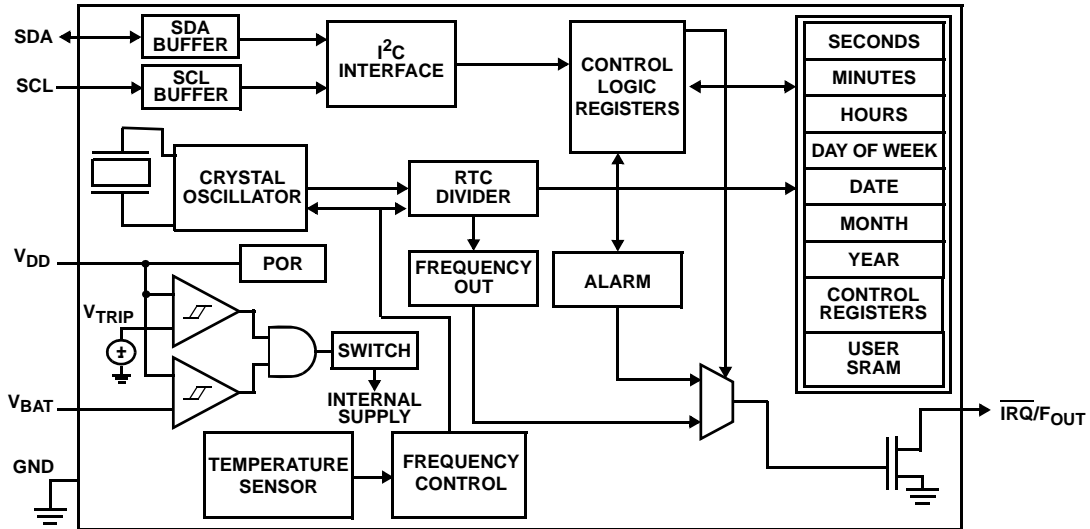 SDA
SDA
BUFFER
SCL
SCL
BUFFER
I²C
INTERFACE
CONTROL
LOGIC
REGISTERS
SECONDS
MINUTES
HOURS
DAY OF WEEK
DATE
MONTH
YEAR
CONTROL
REGISTERS
USER
SRAM
CRYSTAL
OSCILLATOR
RTC
DIVIDER
FREQUENCY
OUT
ALARM
VDD
POR
VTRIP
SWITCH
INTERNAL
SUPPLY
VBAT
GND
TEMPERATURE
SENSOR
FREQUENCY
CONTROL
IRQ/FOUT